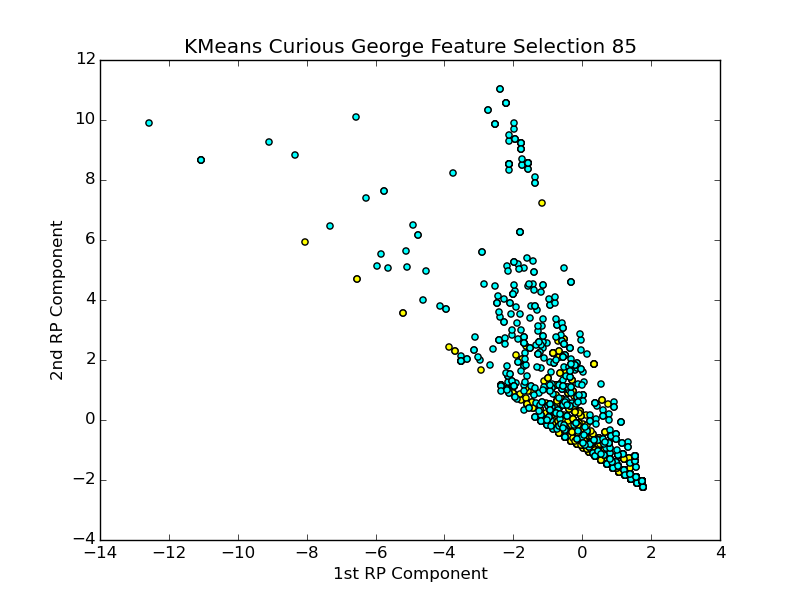 KMeans Curious George Feature Selection 85
12
10
8
6
4
2
0
−2
−4
2nd RP Component
−14 −12 −10 −8 −6 −4 −2 0 2 4
1st RP Component